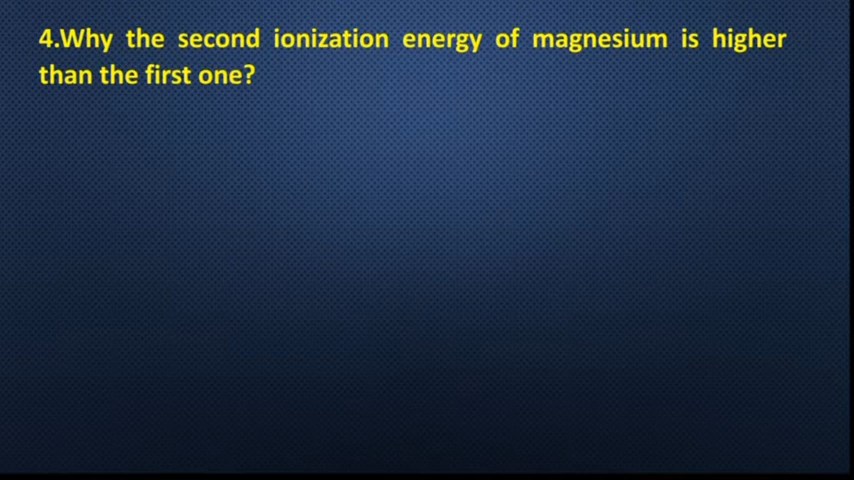 4.Why the second ionization energy of magnesium is higher
than the first one?